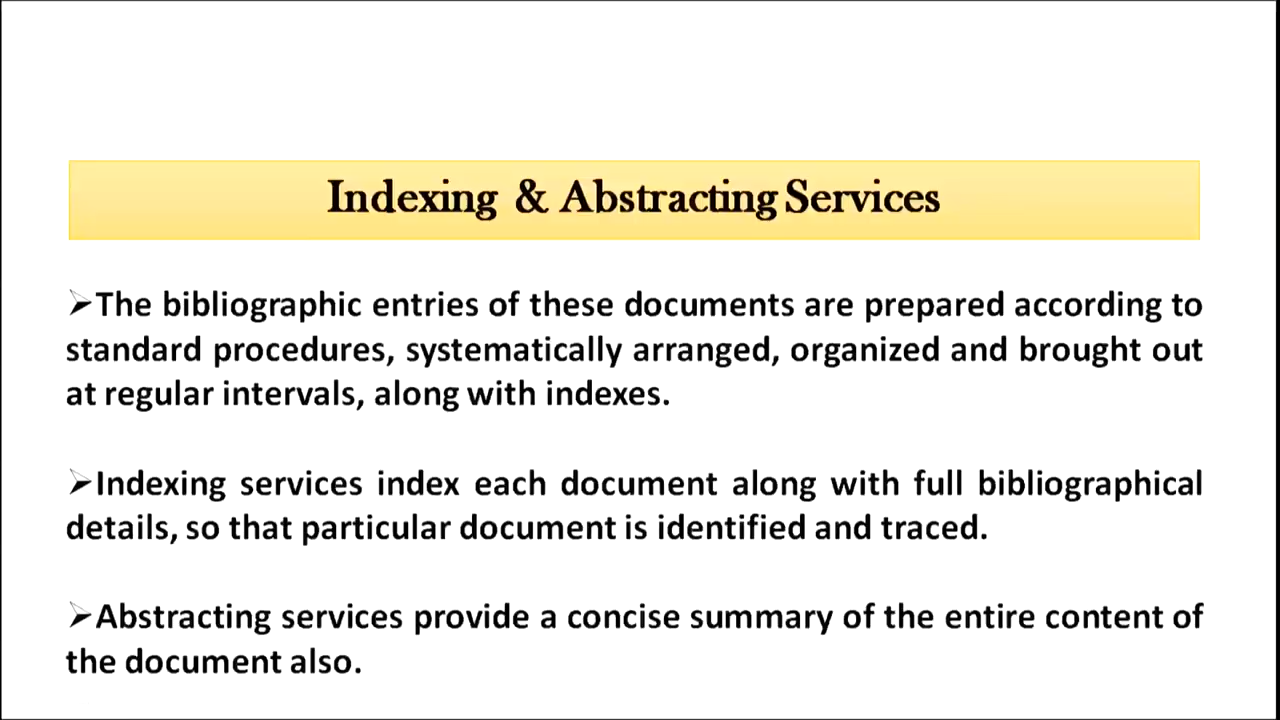 Indexing & Abstracting Services
➢The bibliographic entries of these documents are prepared according to
standard procedures, systematically arranged, organized and brought out
at regular intervals, along with indexes.
➢Indexing services index each document along with full bibliographical
details, so that particular document is identified and traced.
➢Abstracting services provide a concise summary of the entire content of
the document also.